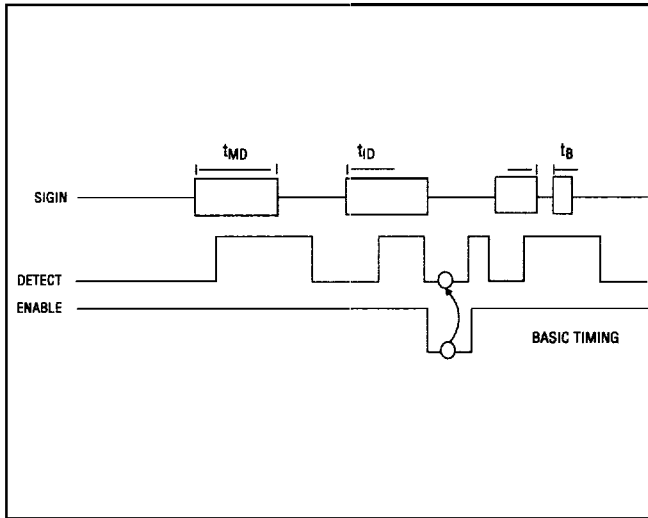 tMD
tID
tB
SIGIN
DETECT
ENABLE
BASIC TIMING